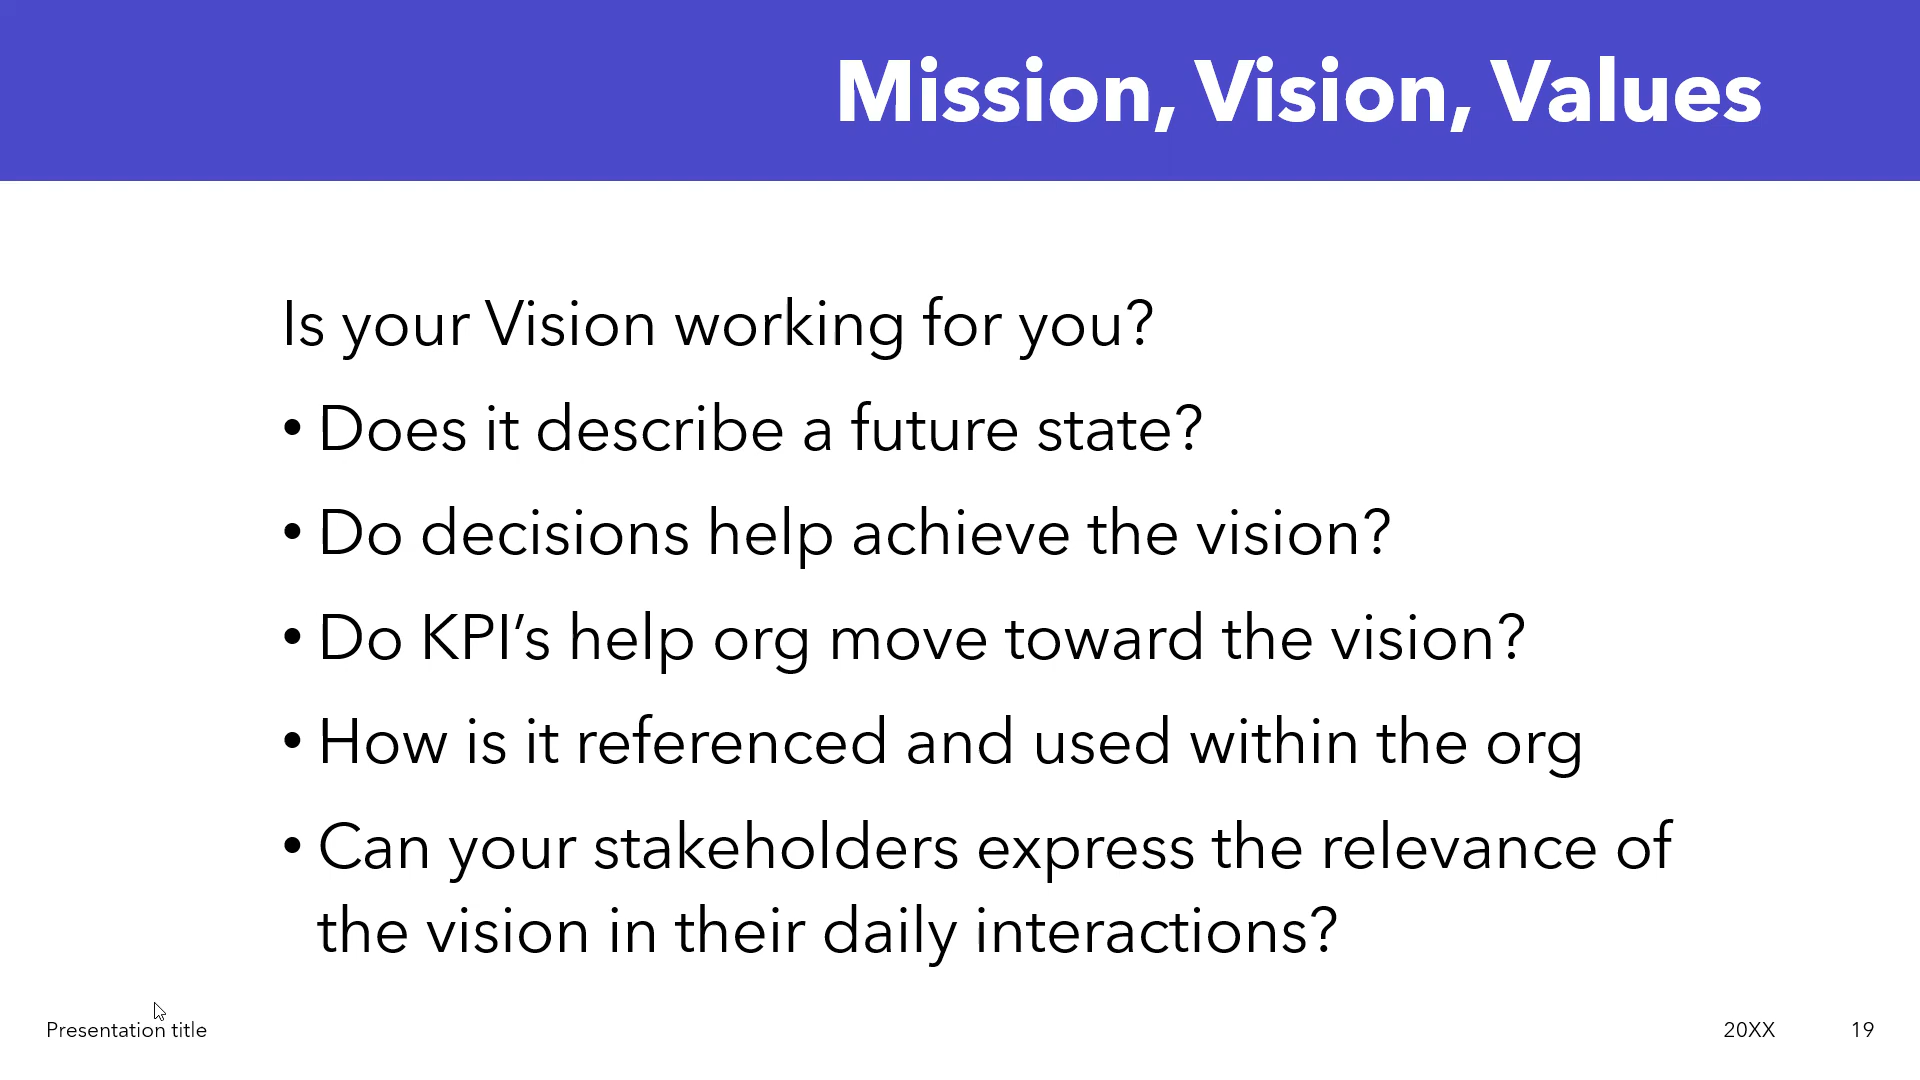 Mission, Vision, Values
Is your Vision working for you?
• Does it describe a future state?
• Do decisions help achieve the vision?
• Do KPI’s help org move toward the vision?
• How is it referenced and used within the org
• Can your stakeholders express the relevance of
the vision in their daily interactions?
Presentation title
20XX
19